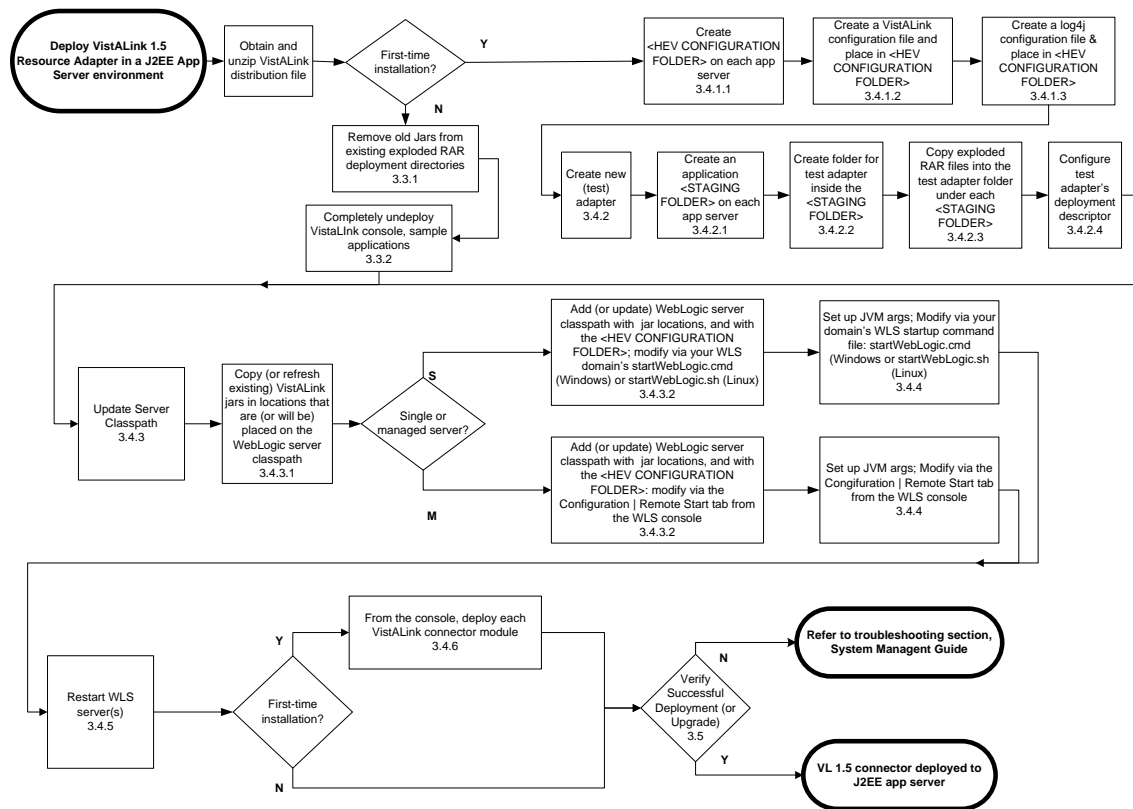 Deploy VistALink 1.5
Resource Adapter in a J2EE App
Server environment
Obtain and
unzip VistALink
distribution file
First-time
installation?
Y
N
Create
<HEV CONFIGURATION
FOLDER> on each app
server
3.4.1.1
Create a VistALink
configuration file and
place in <HEV
CONFIGURATION
FOLDER>
3.4.1.2
Create a log4j
configuration file &
place in <HEV
CONFIGURATION
FOLDER>
3.4.1.3
Remove old Jars from
existing exploded RAR
deployment directories
3.3.1
Completely undeploy
VistaLInk console, sample
applications
3.3.2
Create new
(test)
adapter
3.4.2
Create an
application
<STAGING
FOLDER> on each
app server
3.4.2.1
Create folder for
test adapter
inside the
<STAGING
FOLDER>
3.4.2.2
Copy exploded
RAR files into the
test adapter folder
under each
<STAGING
FOLDER>
3.4.2.3
Configure
test
adapter's
deployment
descriptor
3.4.2.4
Update Server
Classpath
3.4.3
Copy (or refresh
existing) VistALink
jars in locations that
are (or will be)
placed on the
WebLogic server
classpath
3.4.3.1
Single or
managed server?
S
M
Add (or update) WebLogic server
classpath with jar locations, and with
the <HEV CONFIGURATION
FOLDER>; modify via your WLS
domain's startWebLogic.cmd
(Windows) or startWebLogic.sh (Linux)
3.4.3.2
Set up JVM args; Modify via your
domain's WLS startup command
file: startWebLogic.cmd
(Windows or startWebLogic.sh
(Linux)
3.4.4
Add (or update) WebLogic server
classpath with jar locations, and with
the <HEV CONFIGURATION
FOLDER>: modify via the
Configuration | Remote Start tab from
the WLS console
3.4.3.2
Set up JVM args; Modify via the
Congifuration | Remote Start tab
from the WLS console
3.4.4
Restart WLS
server(s)
3.4.5
First-time
installation?
Y
N
From the console, deploy each
VistALink connector module
3.4.6
Verify
Successful
Deployment (or
Upgrade)
3.5
N
Y
Refer to troubleshooting section,
System Managent Guide
VL 1.5 connector deployed to
J2EE app server